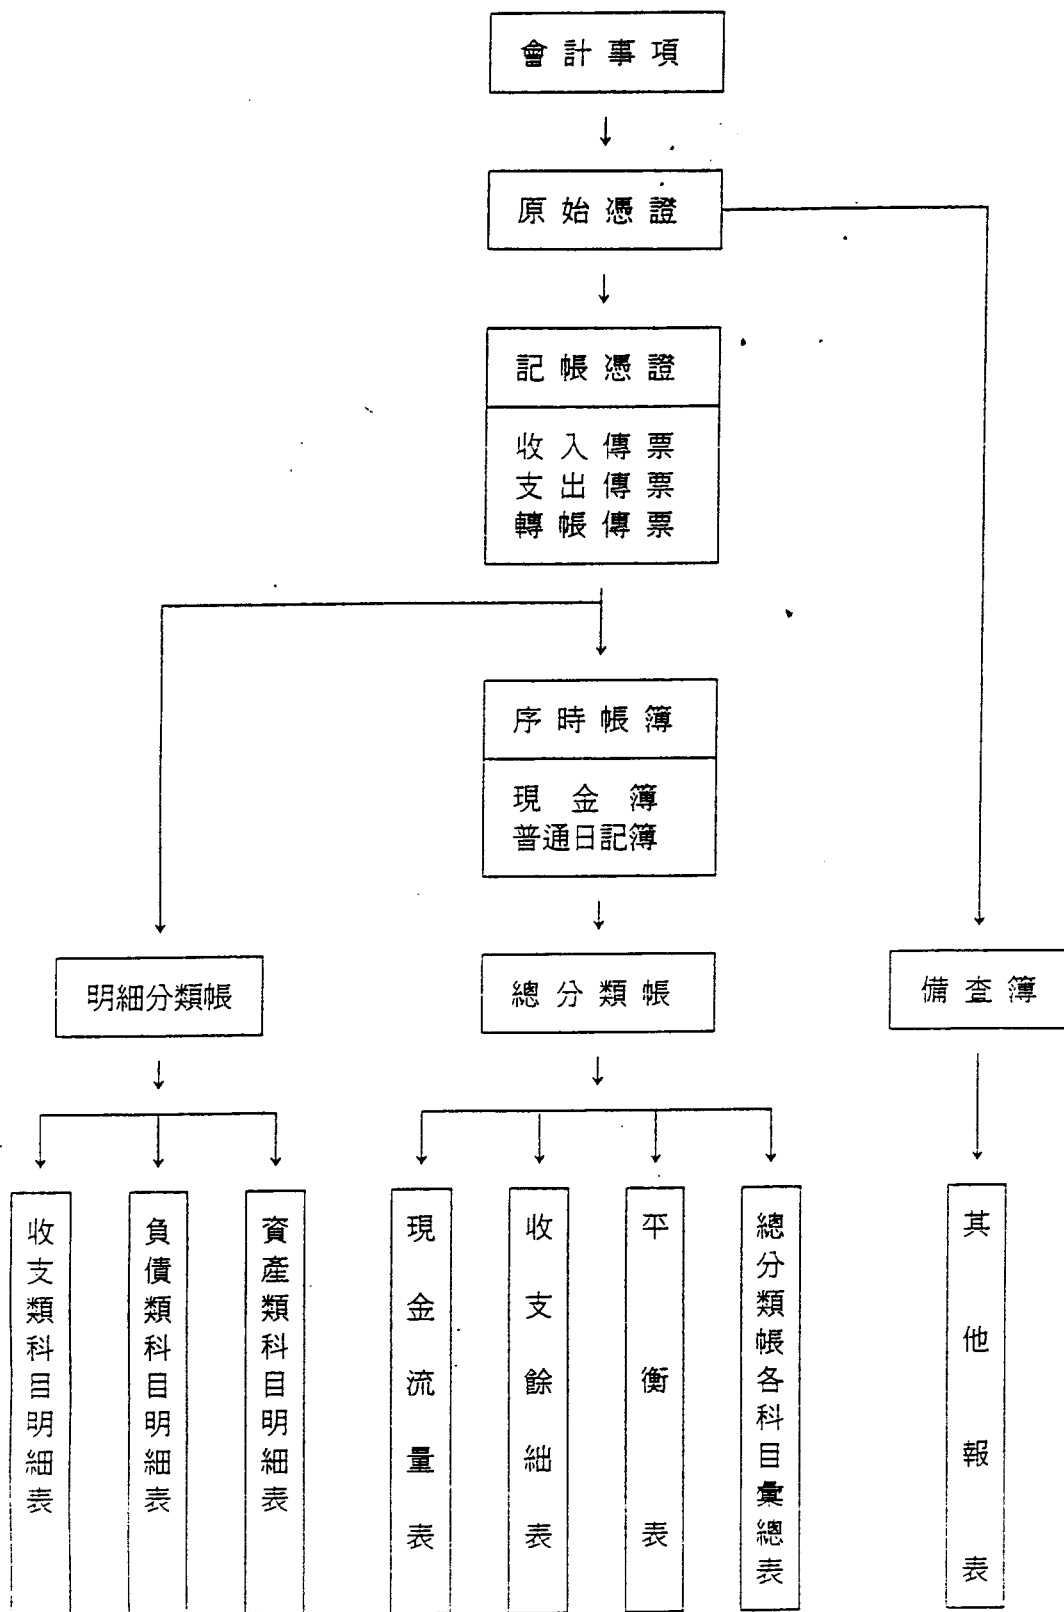 會計事項
原始憑證
記帳憑證
收入傳票
支出傳票
轉帳傳票
序時帳簿
現金簿
普通日記簿
明細分類帳
總分類帳
備查簿
收支類科目明細表
負債類科目明細表
資產類科目明細表
現金流量表
收支餘絀表
平衡表
總分類帳各科目彙總表
其他報表